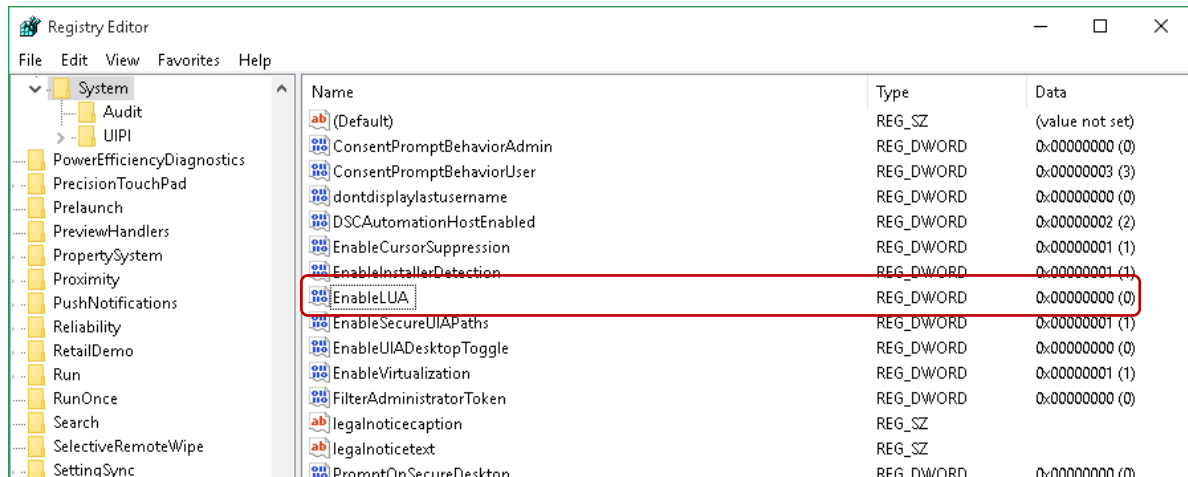 Registry Editor
File Edit View Favorites Help
System
Audit
UIPI
PowerEfficiencyDiagnostics
PrecisionTouchPad
Prelaunch
PreviewHandlers
PropertySystem
Proximity
PushNotifications
Reliability
RetailDemo
Run
RunOnce
Search
SelectiveRemoteWipe
SettingSync
Name Type Data
(Default) REG_SZ (value not set)
ConsentPromptBehaviorAdmin REG_DWORD 0x00000000 (0)
ConsentPromptBehaviorUser REG_DWORD 0x00000003 (3)
dontdisplaylastusername REG_DWORD 0x00000000 (0)
DSCAutomationHostEnabled REG_DWORD 0x00000002 (2)
EnableCursorSuppression REG_DWORD 0x00000001 (1)
EnableInstallerDetection REG_DWORD 0x00000001 (1)
EnableLUA REG_DWORD 0x00000000 (0)
EnableSecureUIAPaths REG_DWORD 0x00000001 (1)
EnableUIADesktopToggle REG_DWORD 0x00000000 (0)
EnableVirtualization REG_DWORD 0x00000001 (1)
FilterAdministratorToken REG_DWORD 0x00000000 (0)
legalnoticecaption REG_SZ
legalnoticetext REG_SZ
PromptOnSecureDesktop REG_DWORD 0x00000000 (0)